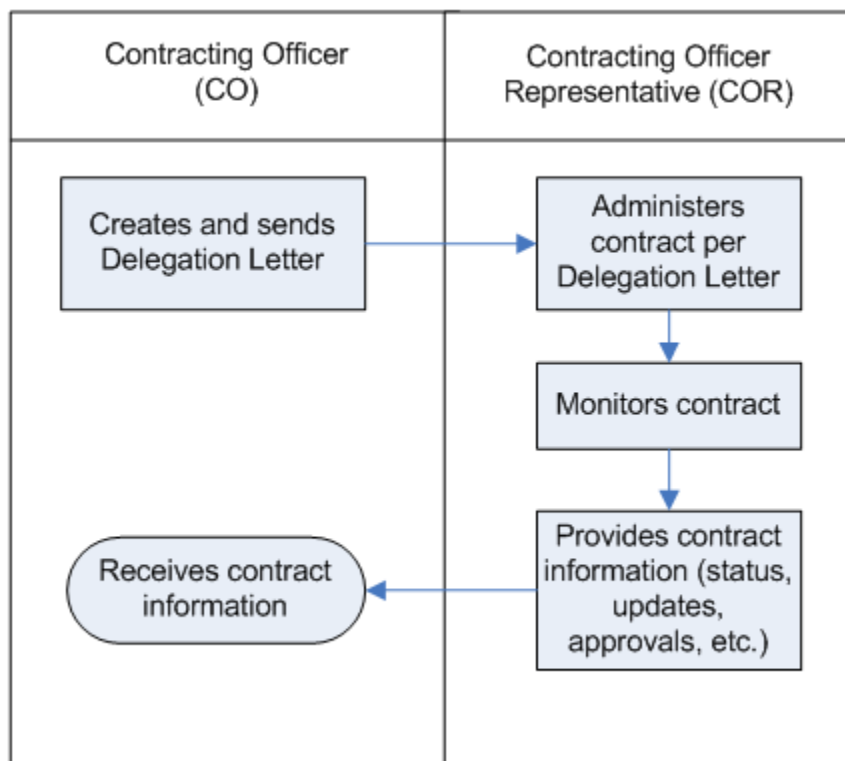 Contracting Officer
(CO)
Contracting Officer
Representative (COR)
Creates and sends
Delegation Letter
Administers
contract per
Delegation Letter
Monitors contract
Provides contract
information (status,
updates,
approvals, etc.)
Receives contract
information